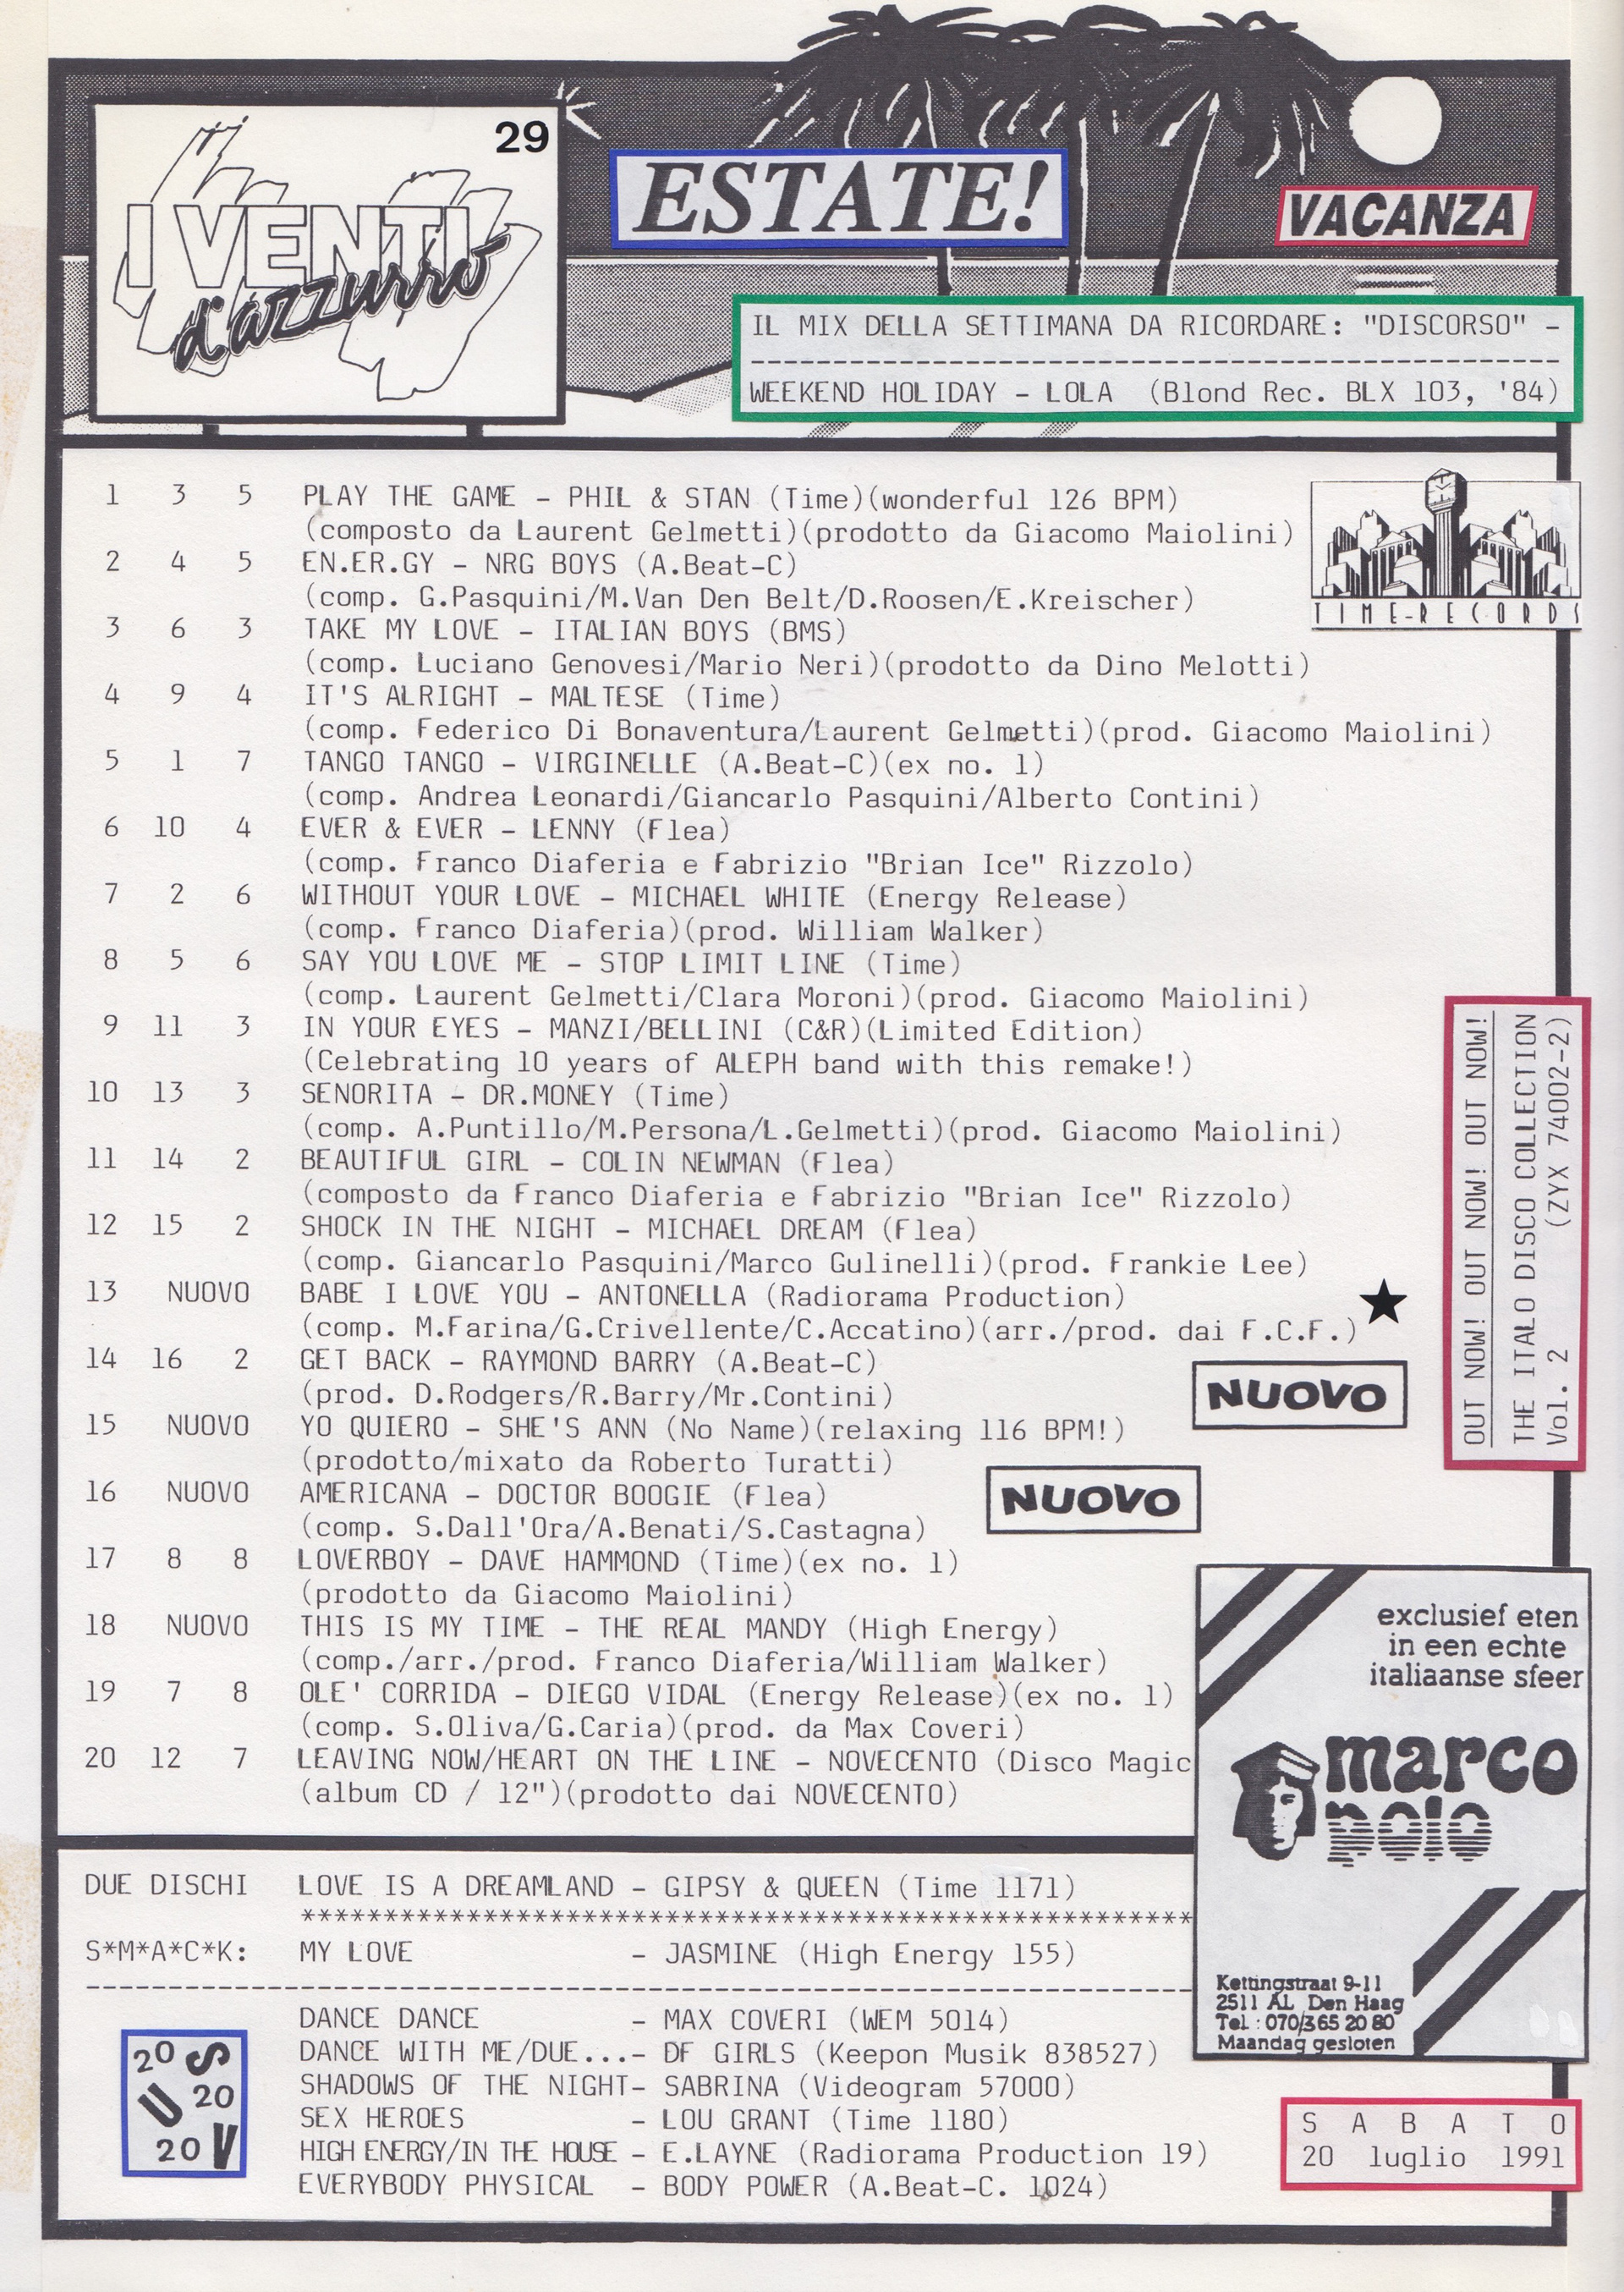 29
I VENTI
d'azzurro
ESTATE!
VACANZA
IL MIX DELLA SETTIMANA DA RICORDARE: "DISCORSO" -
WEEKEND HOLIDAY - LOLA (Blond Rec. BLX 103, '84)
TIME-RECORDS
1 3 5 PLAY THE GAME - PHIL & STAN (Time)(wonderful 126 BPM)
(composto da Laurent Gelmetti)(prodotto da Giacomo Maiolini)
2 4 5 EN.ER.GY - NRG BOYS (A.Beat-C)
(comp. G.Pasquini/M.Van Den Belt/D.Roosen/E.Kreischer)
3 6 3 TAKE MY LOVE - ITALIAN BOYS (BMS)
(comp. Luciano Genovesi/Mario Neri)(prodotto da Dino Melotti)
4 9 4 IT'S ALRIGHT - MALTESE (Time)
(comp. Federico Di Bonaventura/Laurent Gelmetti)(prod. Giacomo Maiolini)
5 1 7 TANGO TANGO - VIRGINELLE (A.Beat-C)(ex no. 1)
(comp. Andrea Leonardi/Giancarlo Pasquini/Alberto Contini)
6 10 4 EVER & EVER - LENNY (Flea)
(comp. Franco Diaferia e Fabrizio "Brian Ice" Rizzolo)
7 2 6 WITHOUT YOUR LOVE - MICHAEL WHITE (Energy Release)
(comp. Franco Diaferia)(prod. William Walker)
8 5 6 SAY YOU LOVE ME - STOP LIMIT LINE (Time)
(comp. Laurent Gelmetti/Clara Moroni)(prod. Giacomo Maiolini)
9 11 3 IN YOUR EYES - MANZI/BELLINI (C&R)(Limited Edition)
(Celebrating 10 years of ALEPH band with this remake!)
10 13 3 SENORITA - DR.MONEY (Time)
(comp. A.Puntillo/M.Persona/L.Gelmetti)(prod. Giacomo Maiolini)
11 14 2 BEAUTIFUL GIRL - COLIN NEWMAN (Flea)
(composto da Franco Diaferia e Fabrizio "Brian Ice" Rizzolo)
12 15 2 SHOCK IN THE NIGHT - MICHAEL DREAM (Flea)
(comp. Giancarlo Pasquini/Marco Gulinelli)(prod. Frankie Lee)
13 NUOVO BABE I LOVE YOU - ANTONELLA (Radiorama Production)
(comp. M.Farina/G.Crivellente/C.Accatino)(arr./prod. dai F.C.F.)
14 16 2 GET BACK - RAYMOND BARRY (A.Beat-C)
(prod. D.Rodgers/R.Barry/Mr.Contini)
NUOVO
15 NUOVO YO QUIERO - SHE'S ANN (No Name)(relaxing 116 BPM!)
(prodotto/mixato da Roberto Turatti)
16 NUOVO AMERICANA - DOCTOR BOOGIE (Flea)
(comp. S.Dall'Ora/A.Benati/S.Castagna)
NUOVO
17 8 8 LOVERBOY - DAVE HAMMOND (Time)(ex no. 1)
(prodotto da Giacomo Maiolini)
18 NUOVO THIS IS MY TIME - THE REAL MANDY (High Energy)
(comp./arr./prod. Franco Diaferia/William Walker)
19 7 8 OLE' CORRIDA - DIEGO VIDAL (Energy Release)(ex no. 1)
(comp. S.Oliva/G.Caria)(prod. da Max Coveri)
20 12 7 LEAVING NOW/HEART ON THE LINE - NOVECENTO (Disco Magic
(album CD / 12")(prodotto dai NOVECENTO)
OUT NOW! OUT NOW! OUT NOW! OUT NOW!
THE ITALO DISCO COLLECTION
Vol. 2 (ZYX 74002-2)
exclusief eten
in een echte
italiaanse sfeer
marco
polo
Kettingstraat 9-11
2511 AL Den Haag
Tel : 070/365 20 80
Maandag gesloten
DUE DISCHI LOVE IS A DREAMLAND - GIPSY & QUEEN (Time 1171)
******************************************************
S*M*A*C*K: MY LOVE - JASMINE (High Energy 155)
DANCE DANCE - MAX COVERI (WEM 5014)
DANCE WITH ME/DUE...- DF GIRLS (Keepon Musik 838527)
SHADOWS OF THE NIGHT- SABRINA (Videogram 57000)
SEX HEROES - LOU GRANT (Time 1180)
HIGH ENERGY/IN THE HOUSE - E.LAYNE (Radiorama Production 19)
EVERYBODY PHYSICAL - BODY POWER (A.Beat-C. 1024)
20 S
U 20
20 V
S A B A T O
20 luglio 1991